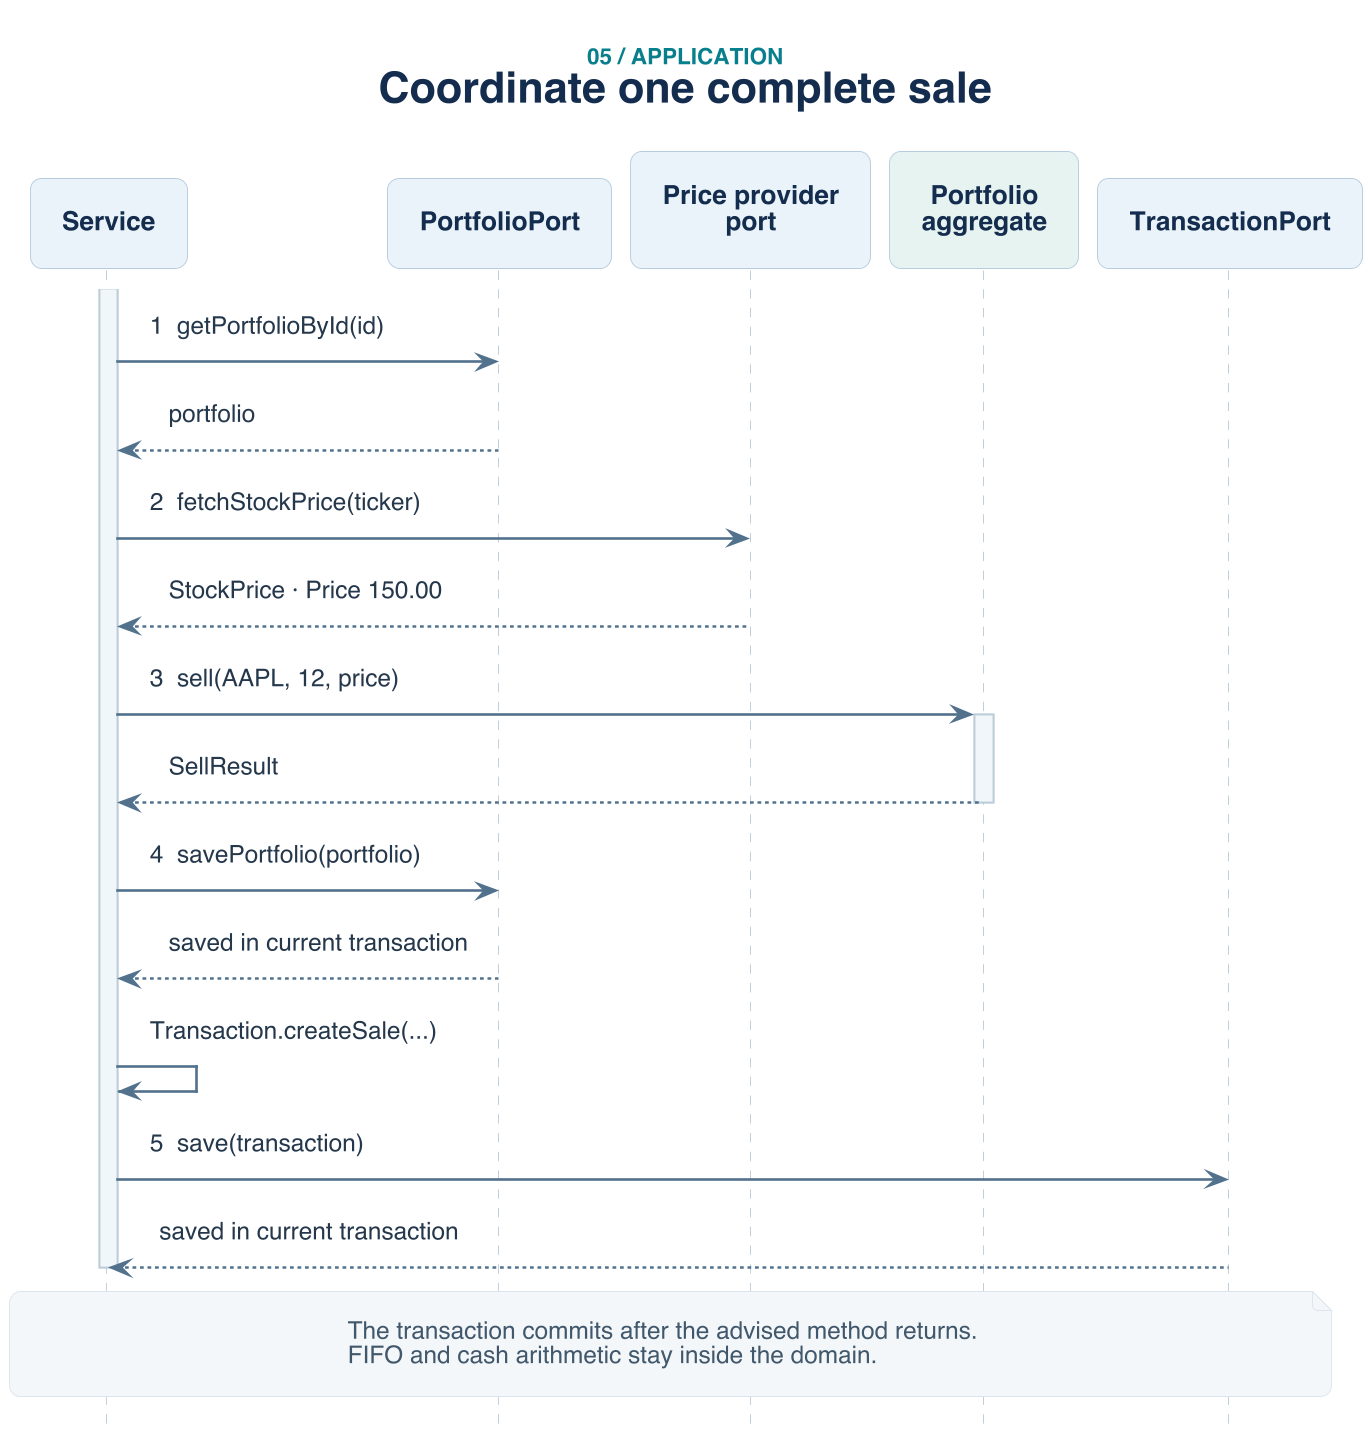 05 / APPLICATION
Coordinate one complete sale
Service
PortfolioPort
Price provider
port
Portfolio
aggregate
TransactionPort
1 getPortfolioById(id)
portfolio
2 fetchStockPrice(ticker)
StockPrice · Price 150.00
3 sell(AAPL, 12, price)
SellResult
4 savePortfolio(portfolio)
saved in current transaction
Transaction.createSale(...)
5 save(transaction)
saved in current transaction
The transaction commits after the advised method returns.
FIFO and cash arithmetic stay inside the domain.